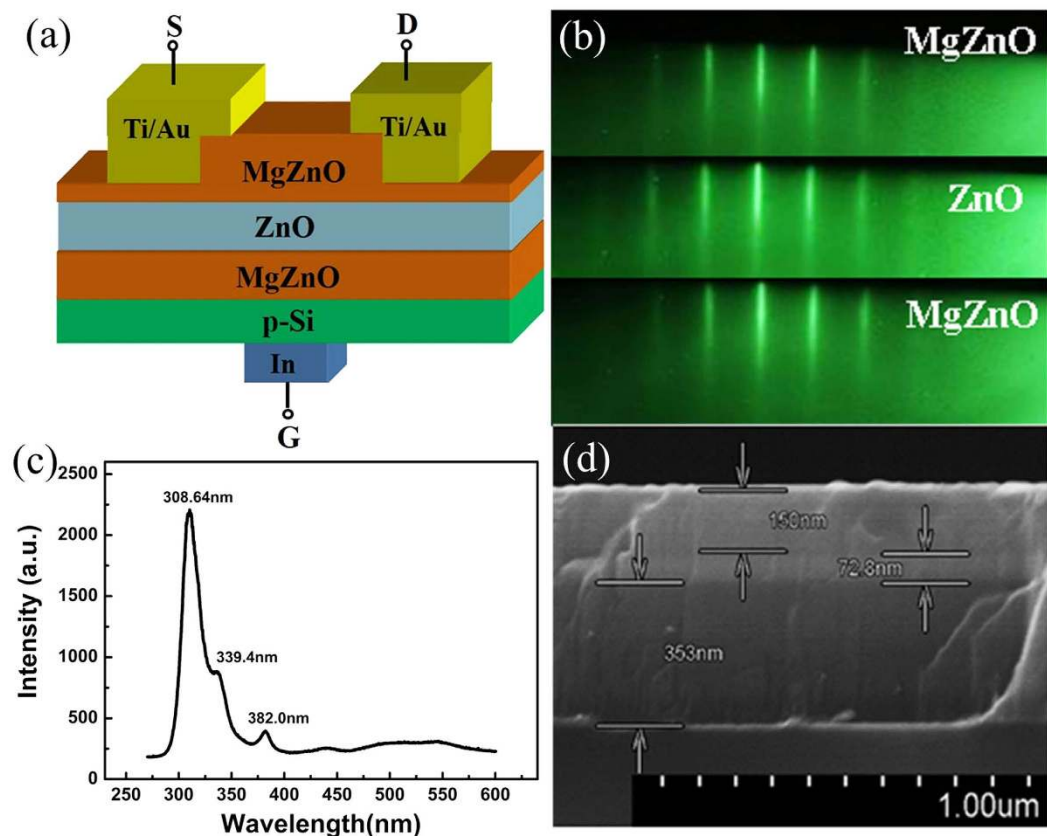 (a)
S
D
Ti/Au
Ti/Au
MgZnO
ZnO
MgZnO
p-Si
In
G
(b)
MgZnO
ZnO
MgZnO
(c)
2500
2000
1500
1000
500
0
Intensity (a.u.)
308.64nm
339.4nm
382.0nm
250 300 350 400 450 500 550 600
Wavelength(nm)
(d)
150nm
72.8nm
353nm
1.00um